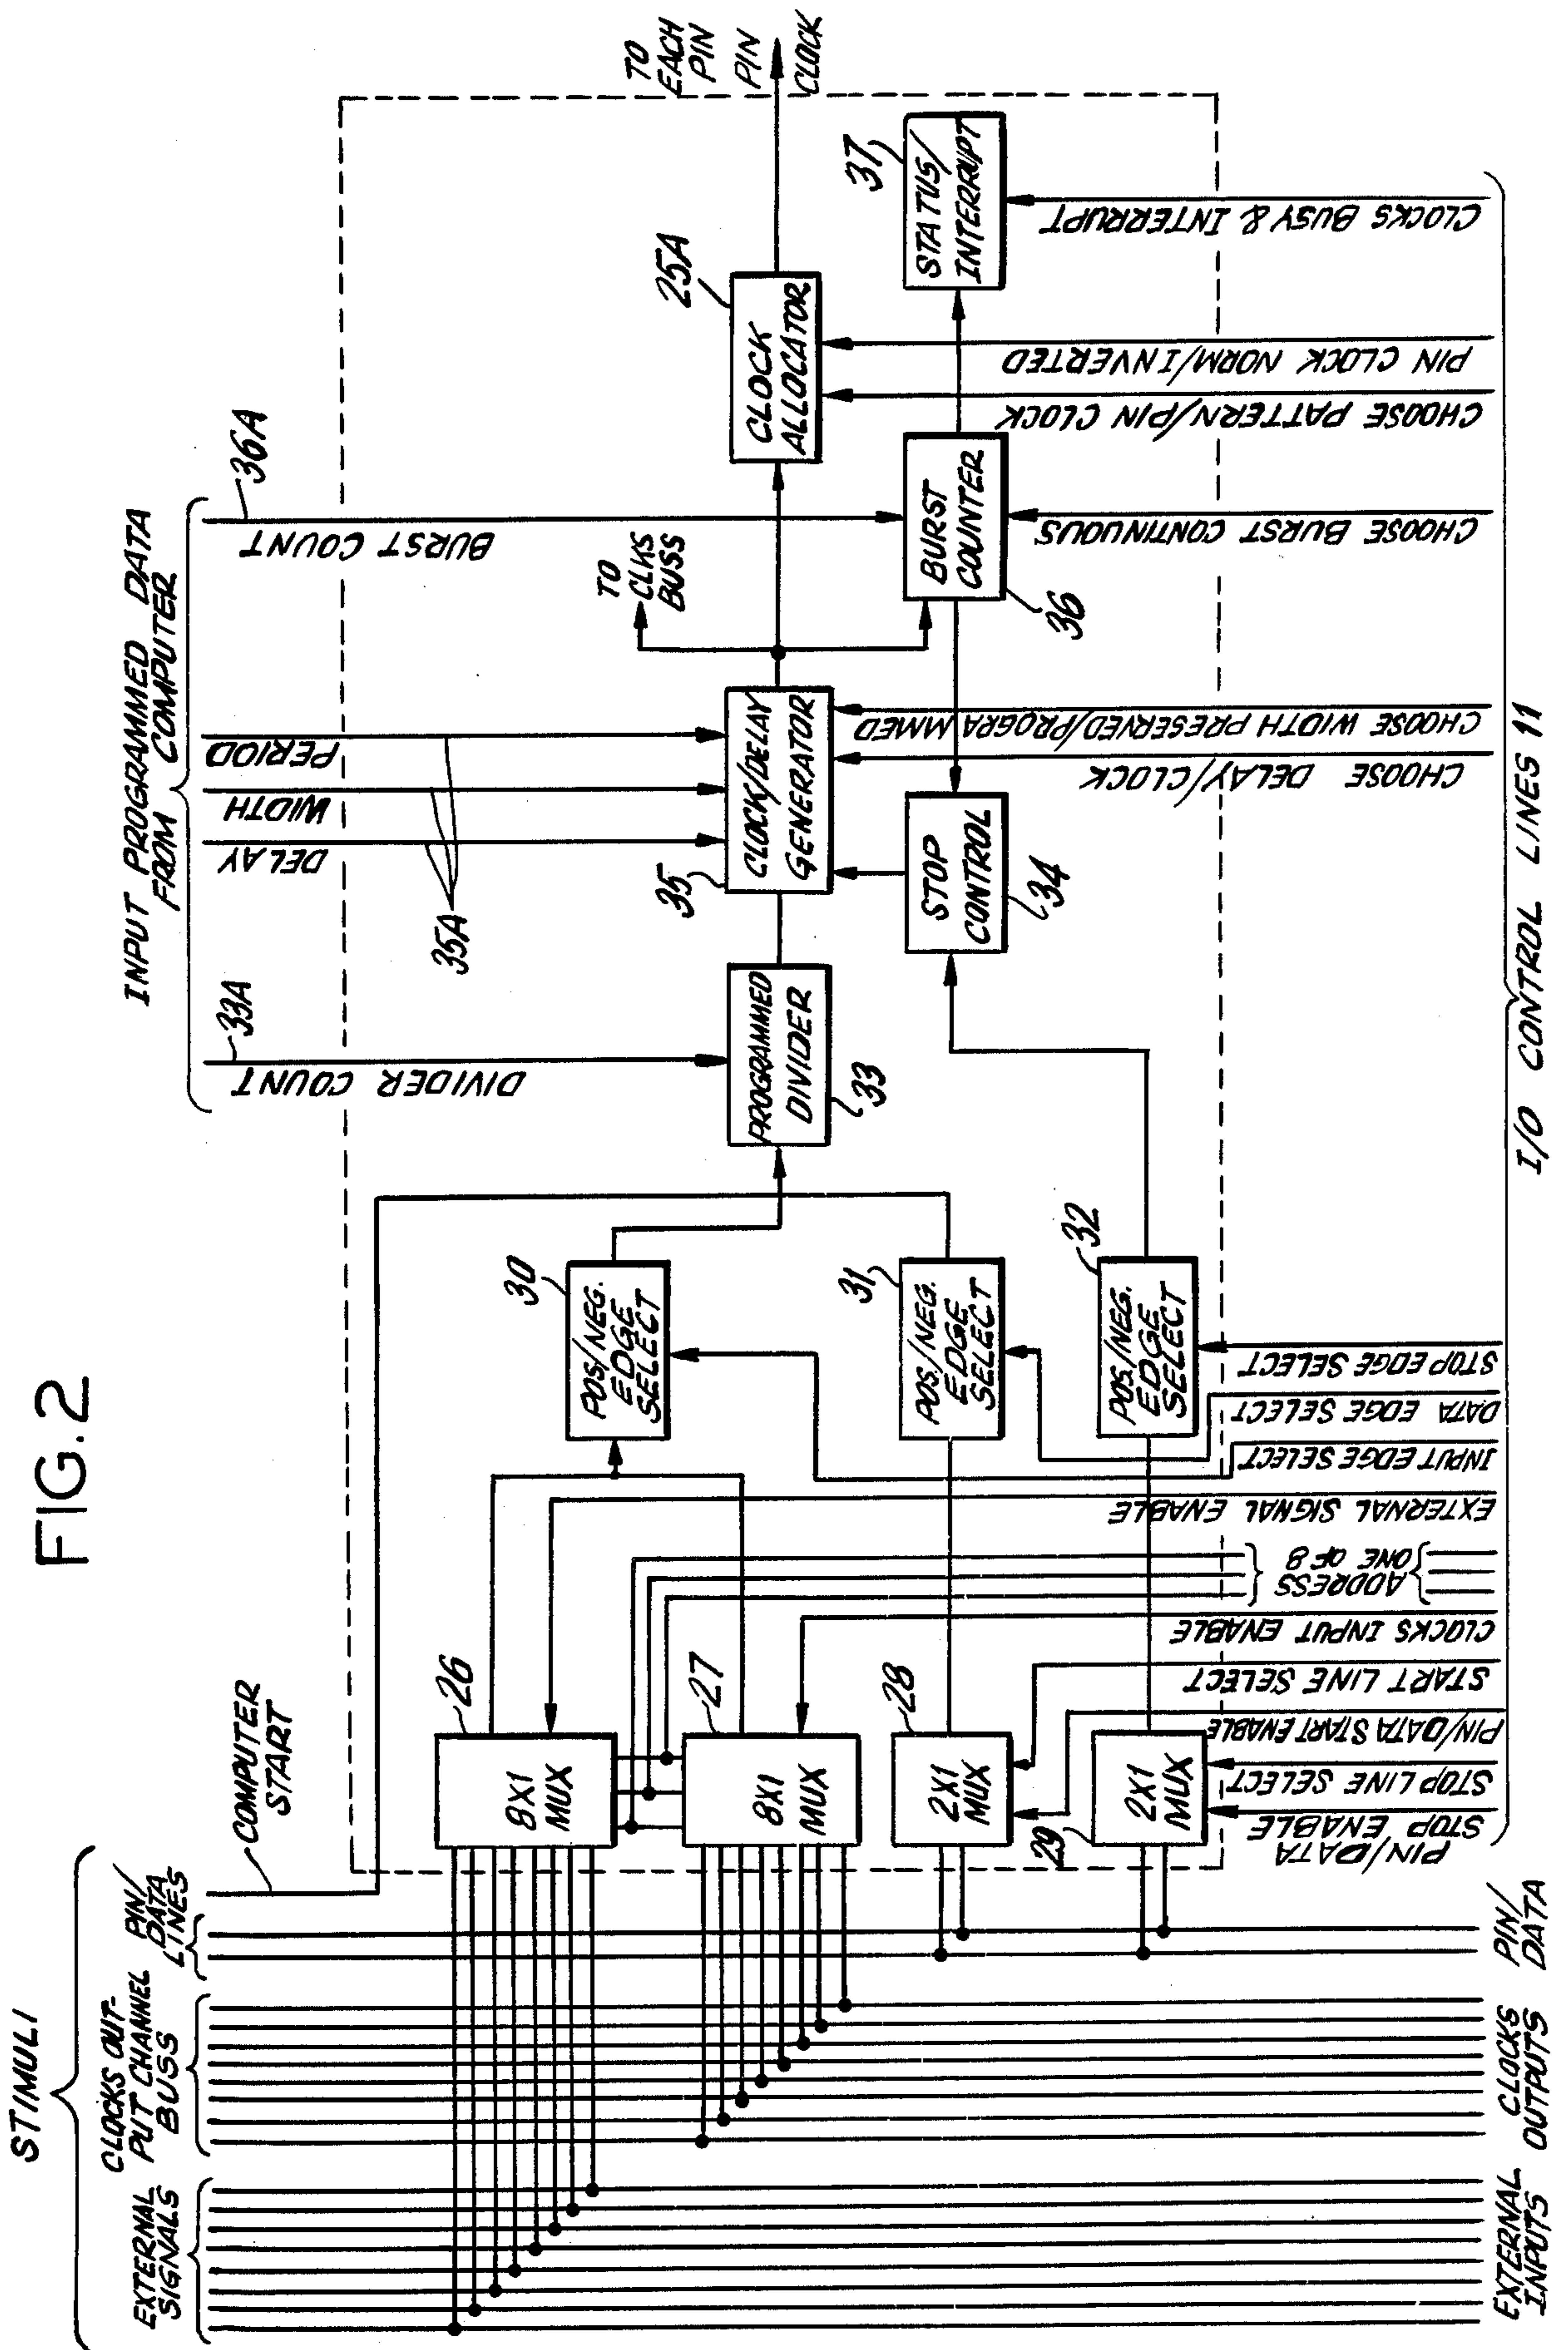 FIG. 2
STIMULI
EXTERNAL
SIGNALS
CLOCKS OUT-
PUT CHANNEL
BUSS
PIN/
DATA
LINES
COMPUTER
START
INPUT PROGRAMMED DATA
FROM COMPUTER
33A
DIVIDER COUNT
35A
DELAY
WIDTH
PERIOD
36A
BURST COUNT
26
8X1
MUX
27
8X1
MUX
28
2X1
MUX
29
2X1
MUX
30
POS./NEG.
EDGE
SELECT
31
POS./NEG.
EDGE
SELECT
32
POS./NEG.
EDGE
SELECT
PROGRAMMED
DIVIDER
33
35
CLOCK/DELAY
GENERATOR
STOP
CONTROL
34
TO
CLKS
BUSS
BURST
COUNTER
36
25A
CLOCK
ALLOCATOR
37
STATUS/
INTERRUPT
TO
EACH
PIN
PIN
CLOCK
EXTERNAL
INPUTS
CLOCKS
OUTPUTS
PIN/
DATA
PIN/DATA
STOP ENABLE
STOP LINE SELECT
PIN/DATA START ENABLE
START LINE SELECT
CLOCKS INPUT ENABLE
ADDRESS
ONE OF 8
EXTERNAL SIGNAL ENABLE
INPUT EDGE SELECT
DATA EDGE SELECT
STOP EDGE SELECT
CHOOSE DELAY/CLOCK
CHOOSE WIDTH PRESERVED/PROGRAMMED
CHOOSE BURST CONTINUOUS
CHOOSE PATTERN/PIN CLOCK
PIN CLOCK NORM/INVERTED
CLOCKS BUSY & INTERRUPT
I/O CONTROL LINES 11